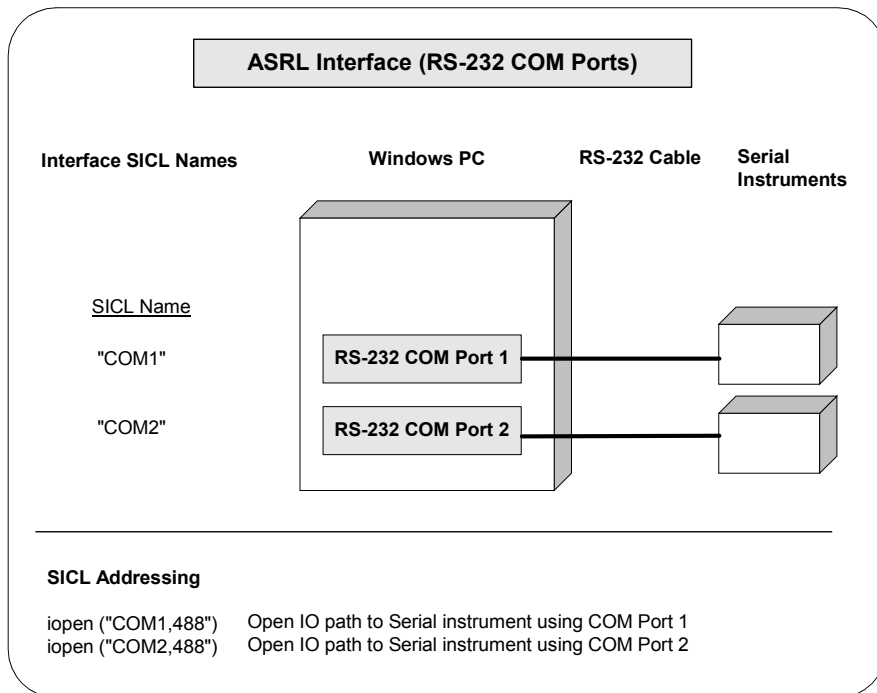 ASRL Interface (RS-232 COM Ports)
Interface SICL Names
Windows PC
RS-232 Cable
Serial
Instruments
SICL Name
"COM1"
RS-232 COM Port 1
"COM2"
RS-232 COM Port 2
SICL Addressing
iopen ("COM1,488") Open IO path to Serial instrument using COM Port 1
iopen ("COM2,488") Open IO path to Serial instrument using COM Port 2